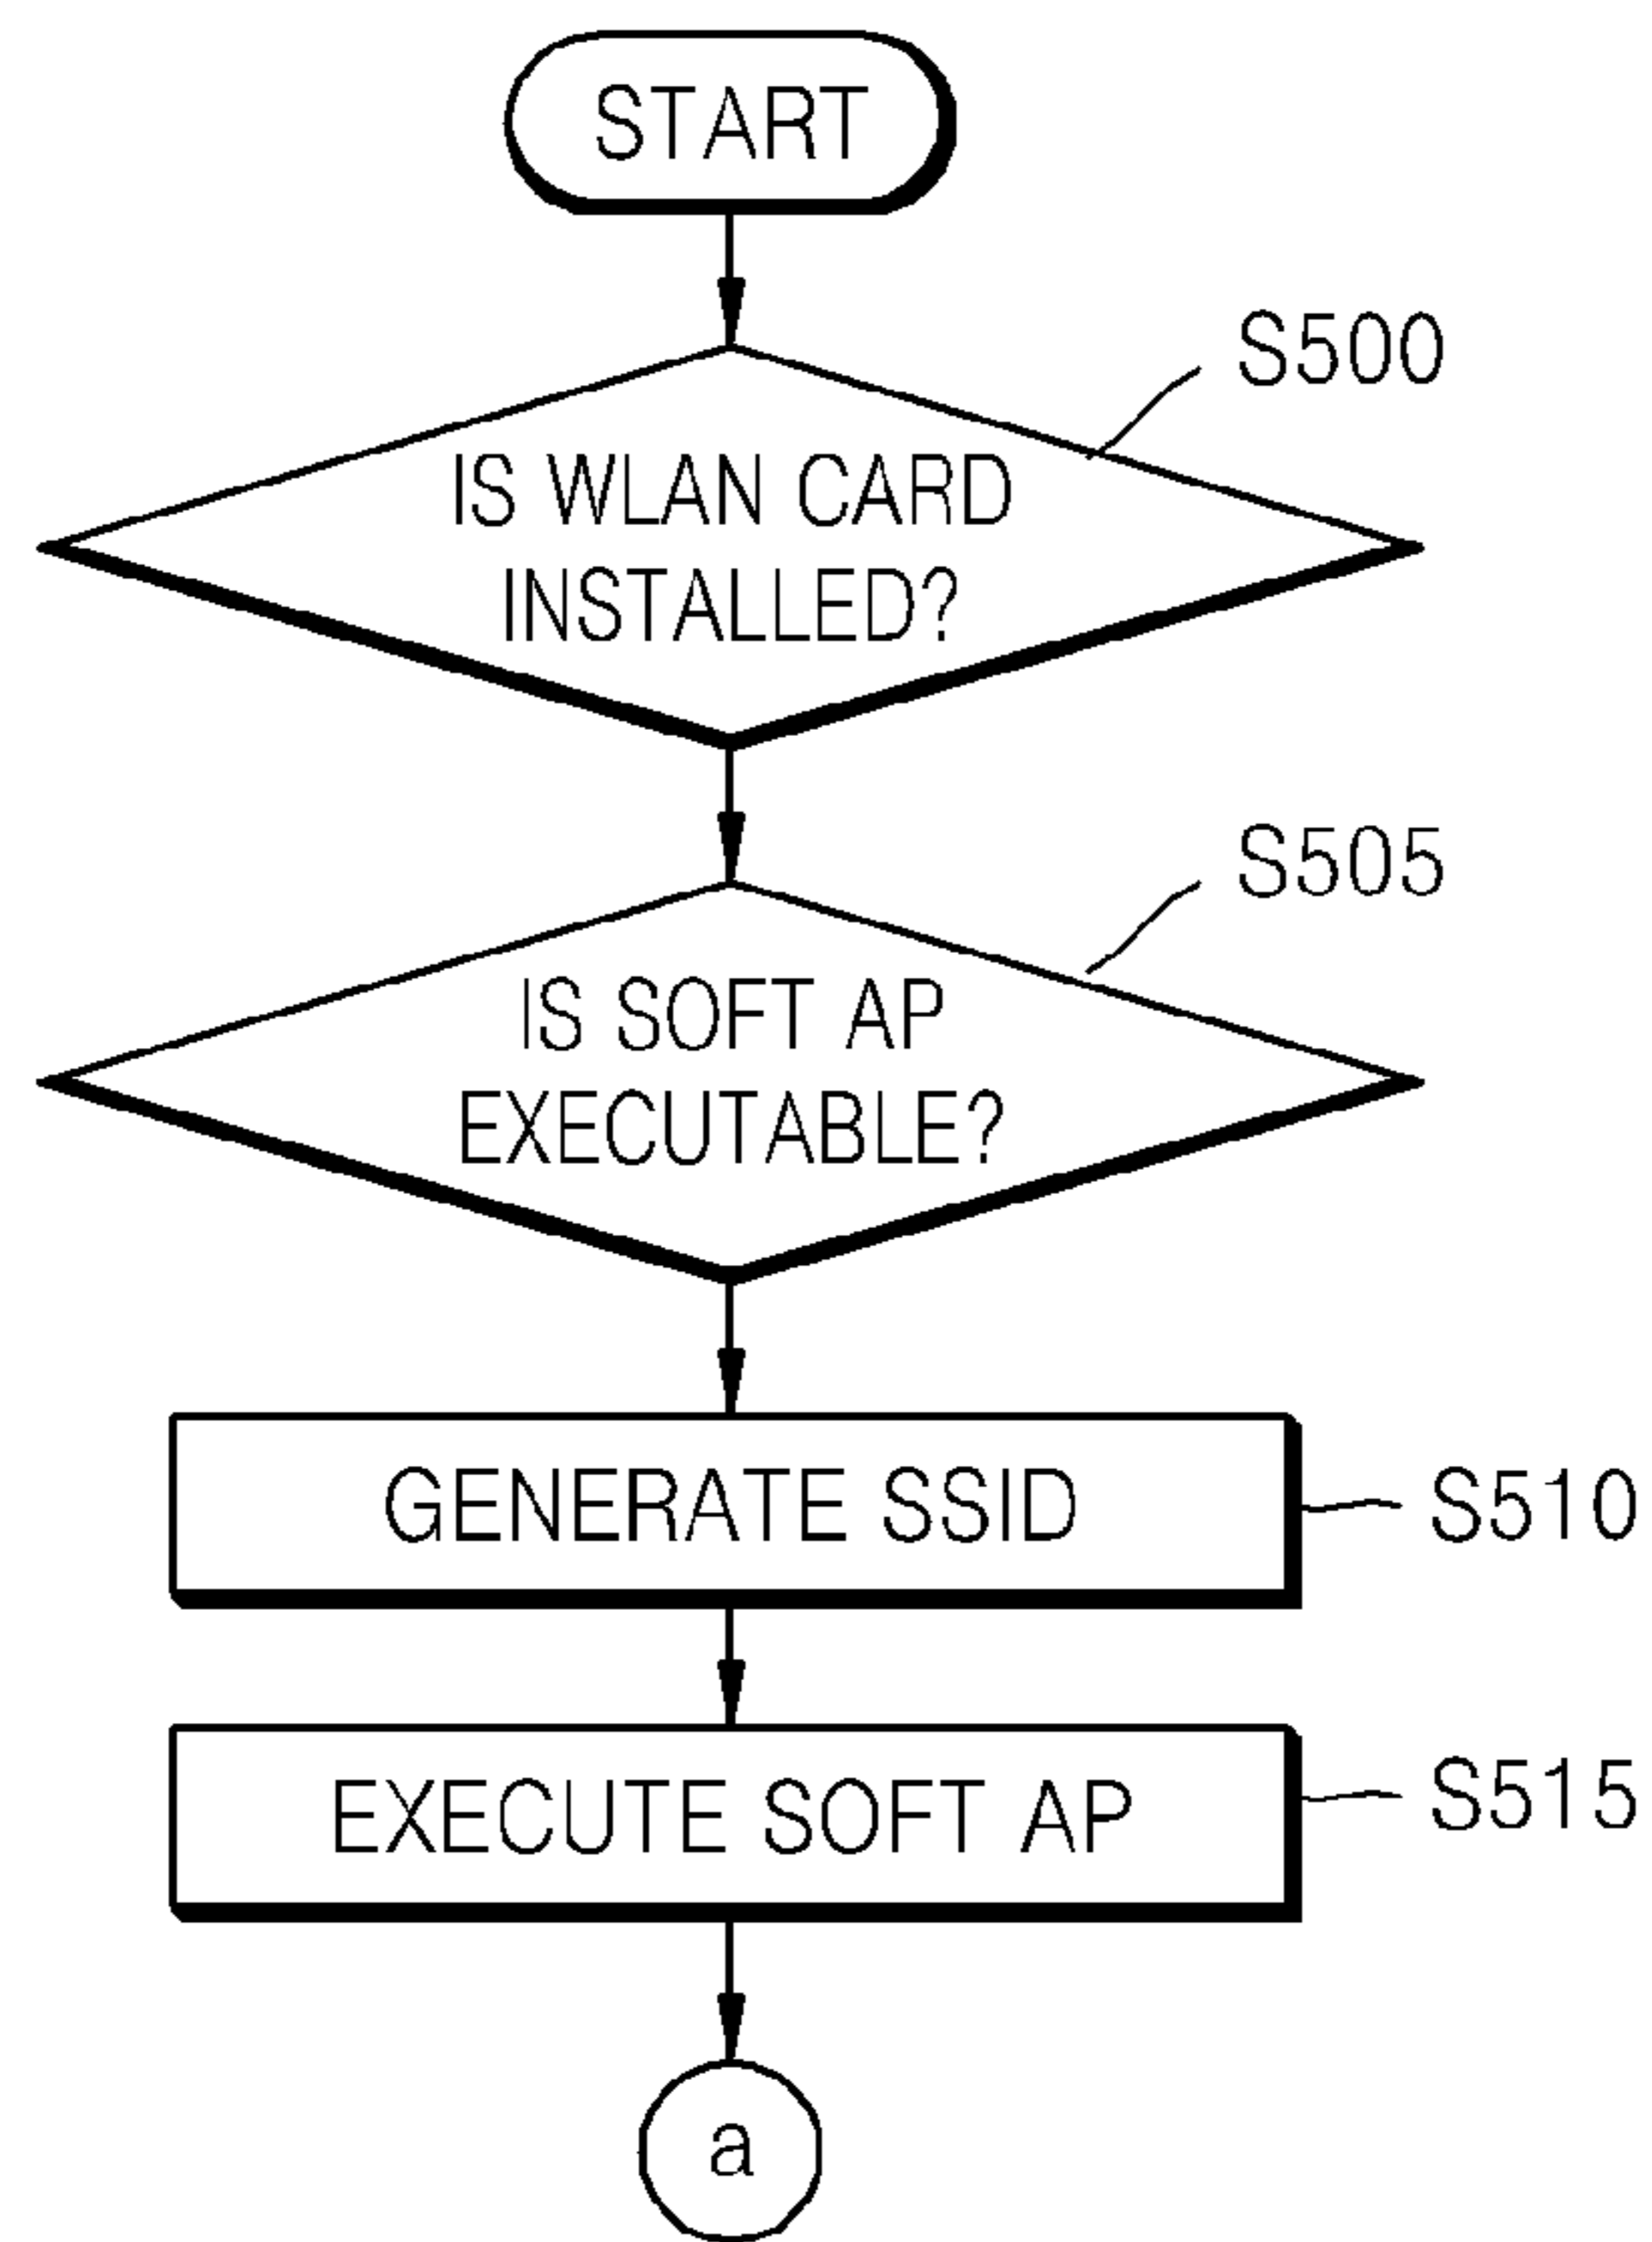 START
S500
IS WLAN CARD
INSTALLED?
S505
IS SOFT AP
EXECUTABLE?
GENERATE SSID
S510
EXECUTE SOFT AP
S515
a